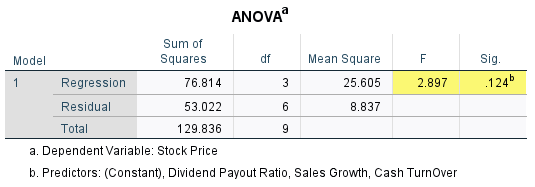 ANOVAa
Model Sum of Squares df Mean Square F Sig.
1 Regression 76.814 3 25.605 2.897 .124b
Residual 53.022 6 8.837
Total 129.836 9
a. Dependent Variable: Stock Price
b. Predictors: (Constant), Dividend Payout Ratio, Sales Growth, Cash TurnOver